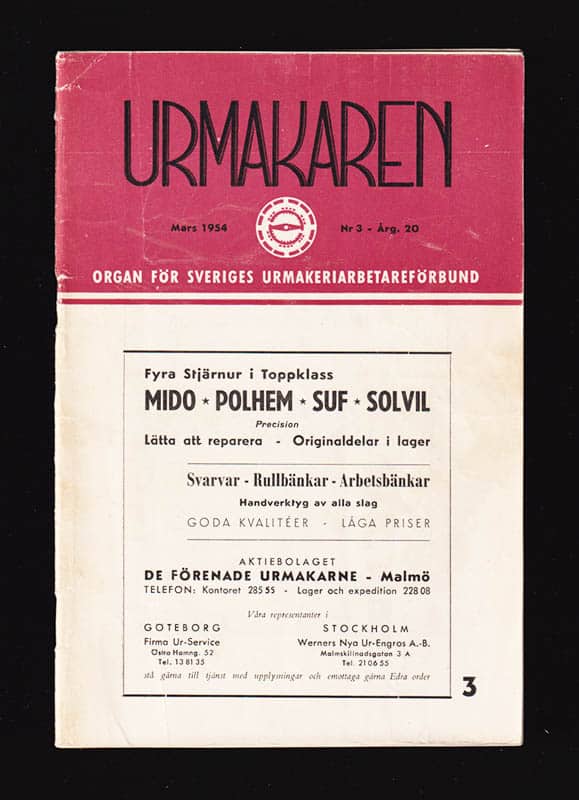 URMAKAREN
Mars 1954
Nr 3 - Årg. 20
ORGAN FÖR SVERIGES URMAKERIARBETAREFÖRBUND
Fyra Stjärnur i Toppklass
MIDO ★ POLHEM ★ SUF ★ SOLVIL
Precision
Lätta att reparera - Originaldelar i lager
Svarvar - Rullbänkar - Arbetsbänkar
Handverktyg av alla slag
GODA KVALITÉER - LÅGA PRISER
AKTIEBOLAGET
DE FÖRENADE URMAKARNE - Malmö
TELEFON: Kontoret 285 55 - Lager och expedition 228 08
Våra representanter i
GÖTEBORG
Firma Ur-Service
Östra Hamng. 52
Tel. 13 81 35
STOCKHOLM
Werners Nya Ur-Engros A.-B.
Malmskillnadsgatan 3 A
Tel. 21 06 55
stå gärna till tjänst med upplysningar och emottaga gärna Edra order
3